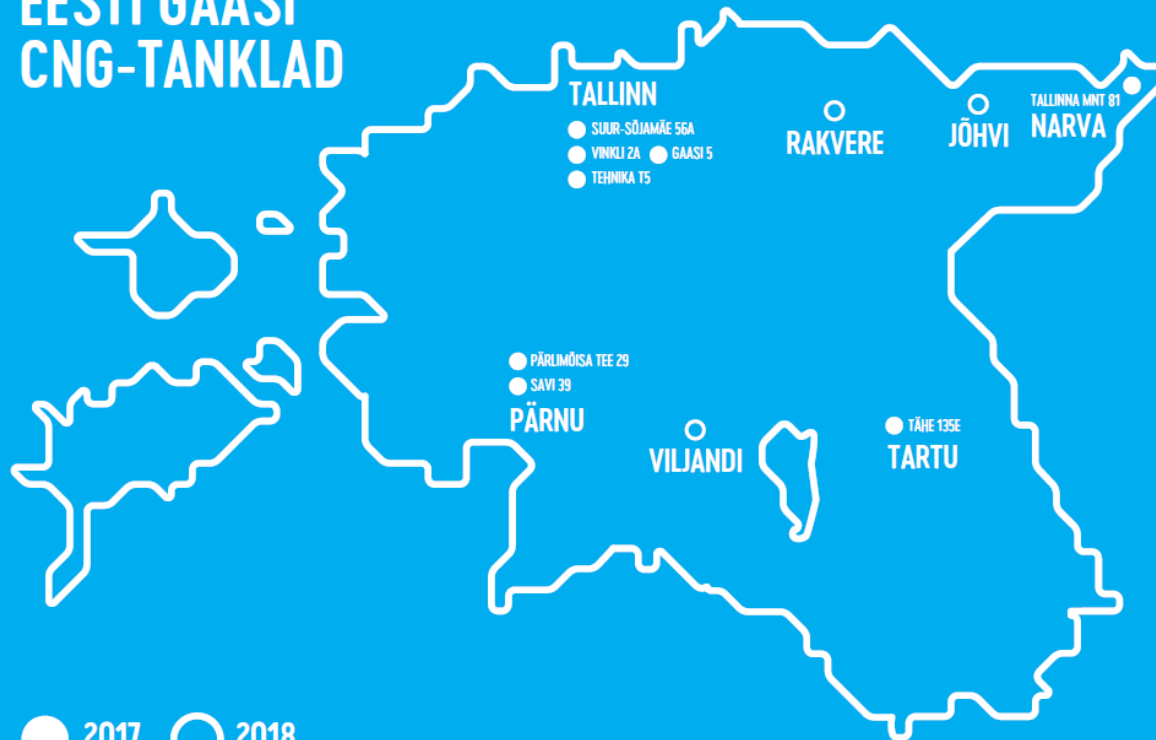 EESTI GAASI
CNG-TANKLAD
TALLINN
SUUR-SÕJAMÄE 56A
VINKLI 2A GAASI 5
TEHNIKA T5
RAKVERE
JÕHVI
TALLINNA MNT 81
NARVA
PÄRLIMÕISA TEE 29
SAVI 39
PÄRNU
VILJANDI
TÄHE 135E
TARTU
2017 2018